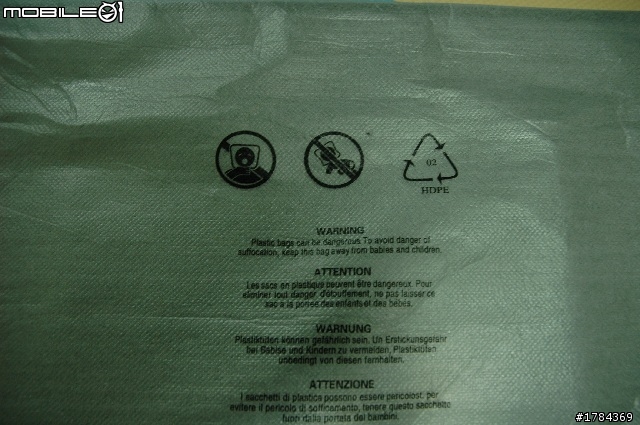 MOBILE01
02
HDPE
WARNING
Plastic bags can be dangerous. To avoid danger of
suffocation, keep this bag away from babies and children.
ATTENTION
Les sacs en plastique peuvent être dangereux. Pour
eliminer tout danger d'étouffement, ne pas laisser ce
sac à la portée des enfants et des bébés.
WARNUNG
Plastiktüten können gefährlich sein. Um Erstickungsgefahr
bei Babise und Kindern zu vermeiden, Plastiktüten
unbedingt von diesen fernhalten.
ATTENZIONE
I sacchetti di plastica possono essere pericolosi. per
evitare il pericolo di soffocamento, tenere questo sacchetto
fuori dalla portata dei bambini.
#1784369